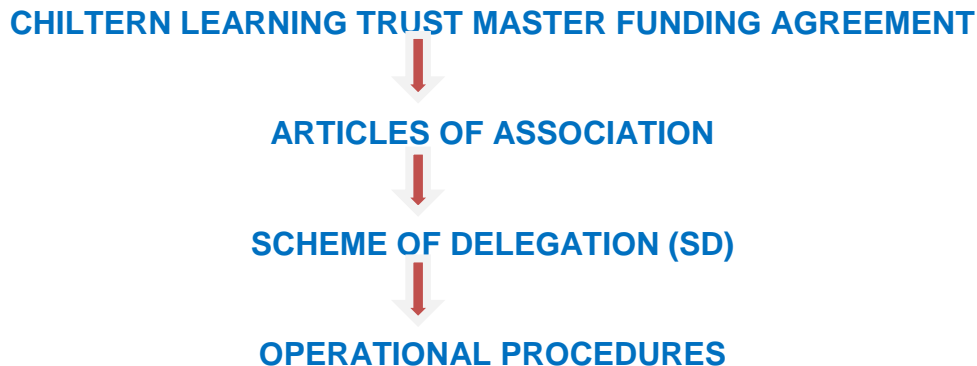 CHILTERN LEARNING TRUST MASTER FUNDING AGREEMENT
ARTICLES OF ASSOCIATION
SCHEME OF DELEGATION (SD)
OPERATIONAL PROCEDURES